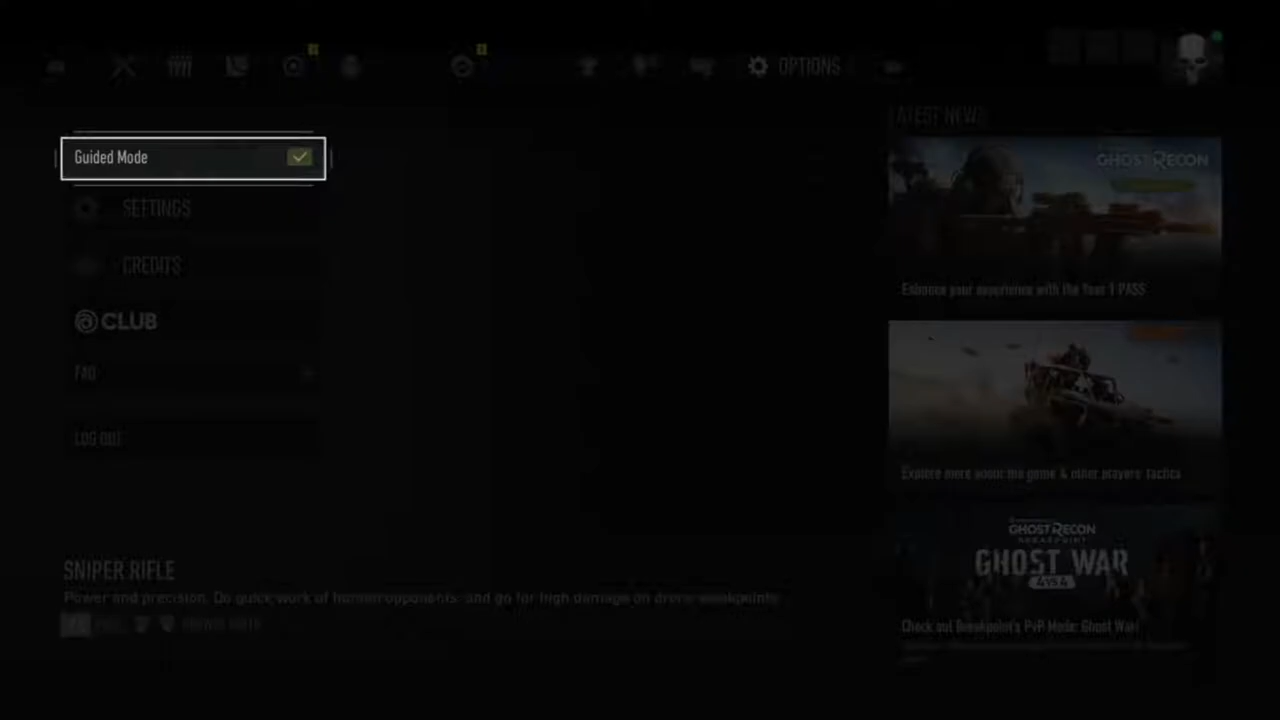 OPTIONS
LATEST NEWS
Guided Mode
SETTINGS
CREDITS
CLUB
FAQ
LOG OUT
GHOST RECON
Enhance your experience with the Year 1 PASS
Explore more about the game & other players' tactics
GHOST RECON
BREAKPOINT
GHOST WAR
4VS4
Check out Breakpoint's PvP Mode: Ghost War!
SNIPER RIFLE
Power and precision. Do quick work of human opponents, and go for high damage on drone weakpoints.